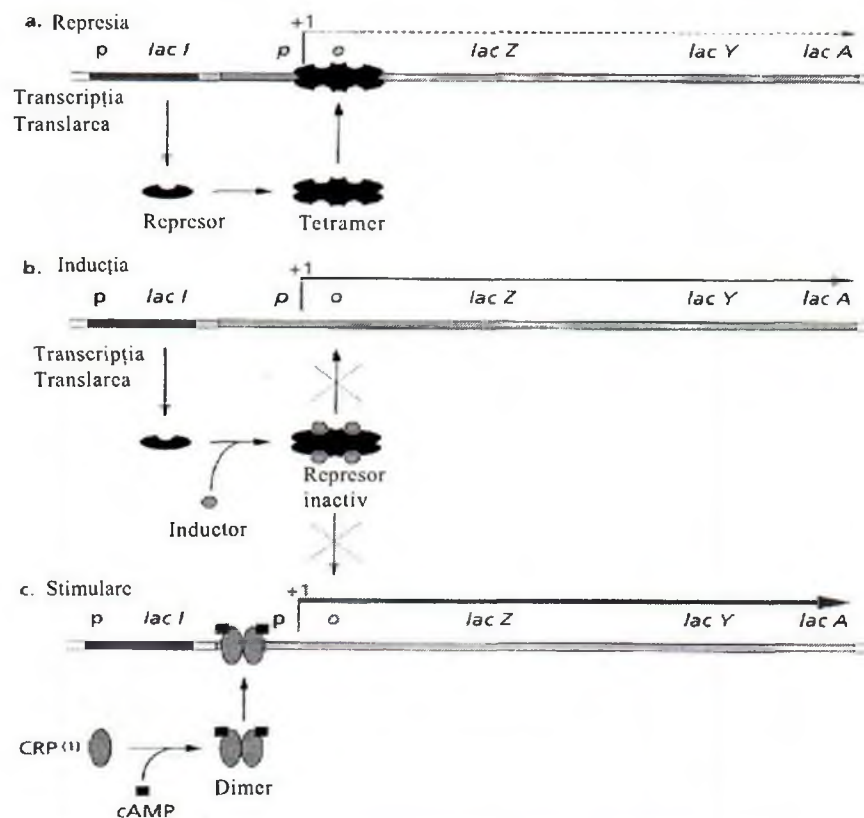 a. Represia
+1
p lac I p o lac Z lac Y lac A
Transcripția
Translarea
Represor Tetramer
b. Inducția
+1
p lac I p o lac Z lac Y lac A
Transcripția
Translarea
Represor
inactiv
Inductor
c. Stimulare
+1
p lac I p o lac Z lac Y lac A
CRP (1)
Dimer
cAMP